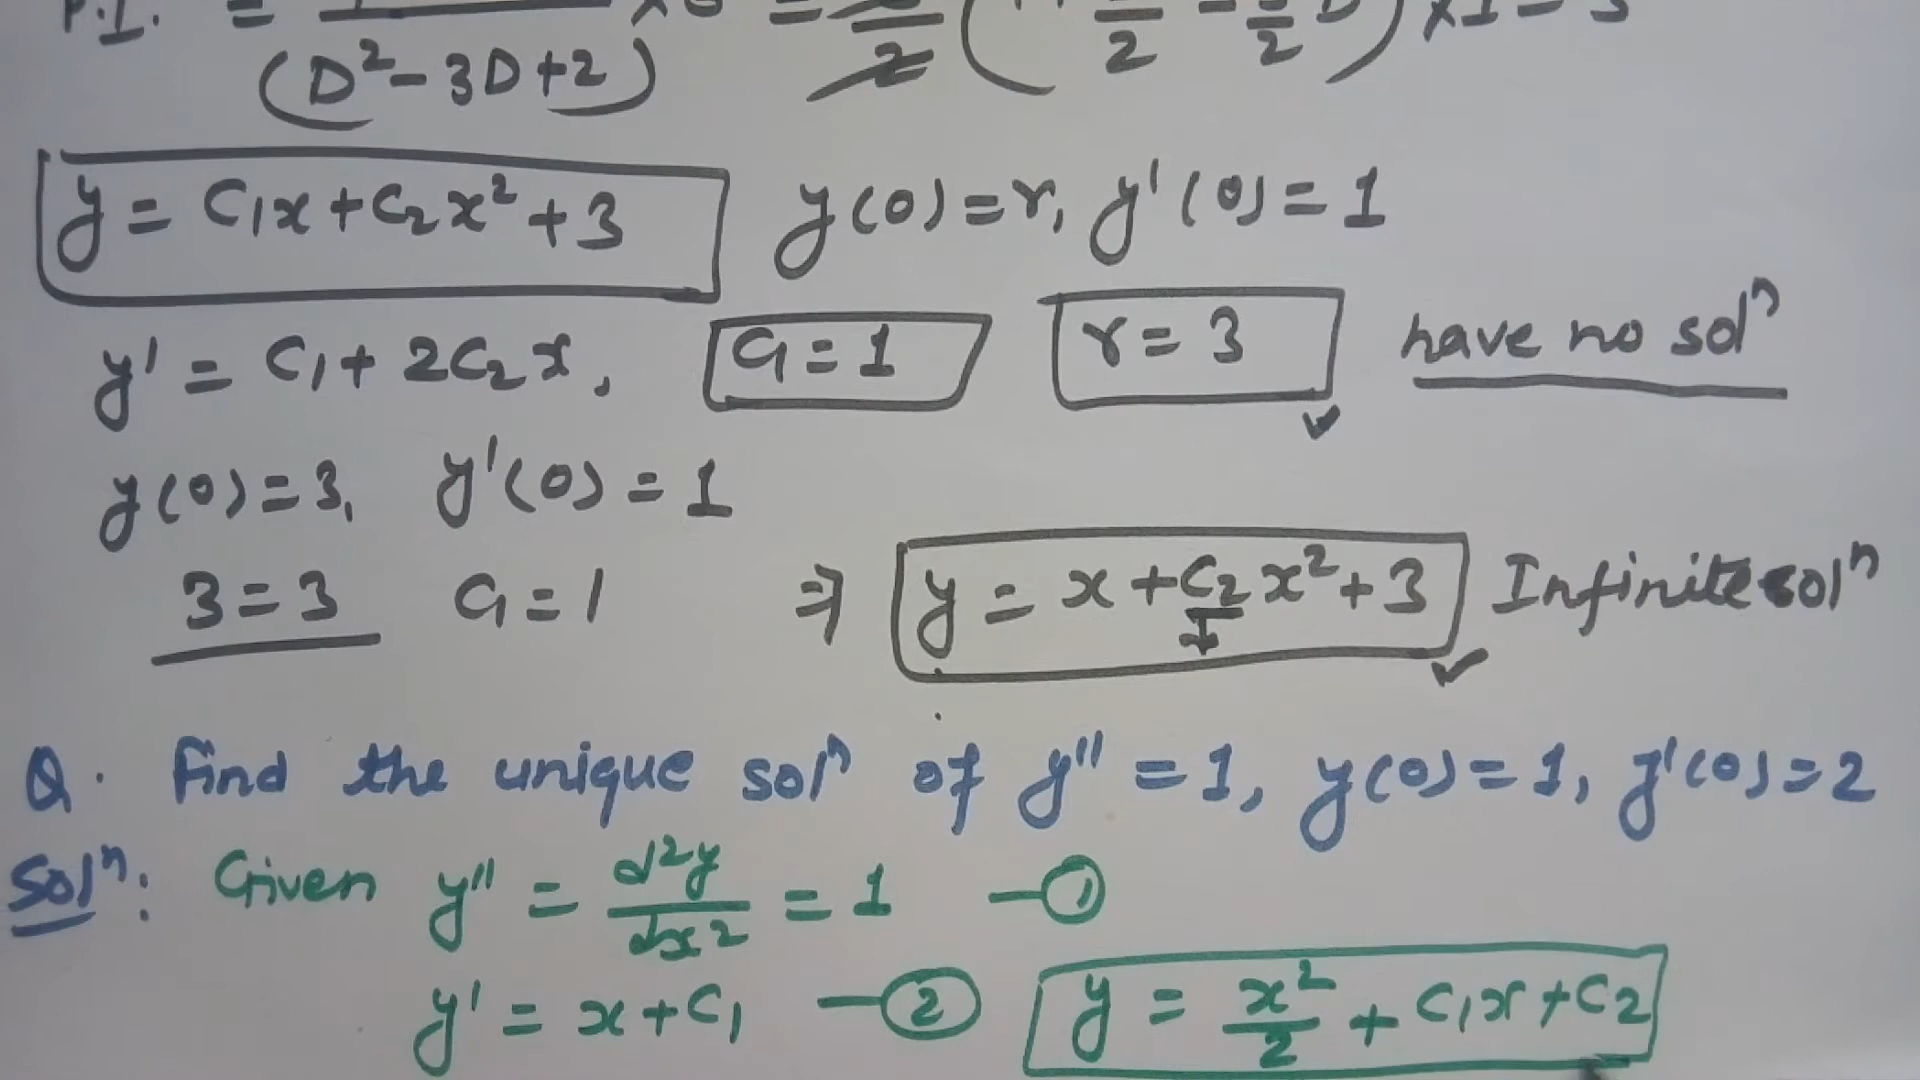 P.I. =
(D²-3D+2)
y = C₁x+C₂x²+3 y(0)=r, y'(0)=1
y' = C₁+2C₂x, C₁=1 r=3 have no solⁿ
y(0)=3, y'(0)=1
3=3 C₁=1 ⇒ y = x+C₂x²+3 Infinite solⁿ
Q. Find the unique solⁿ of y''=1, y(0)=1, y'(0)=2
Solⁿ: Given y'' = d²y/dx² = 1 —①
y' = x+C₁ —② y = x²/2 + C₁x+C₂